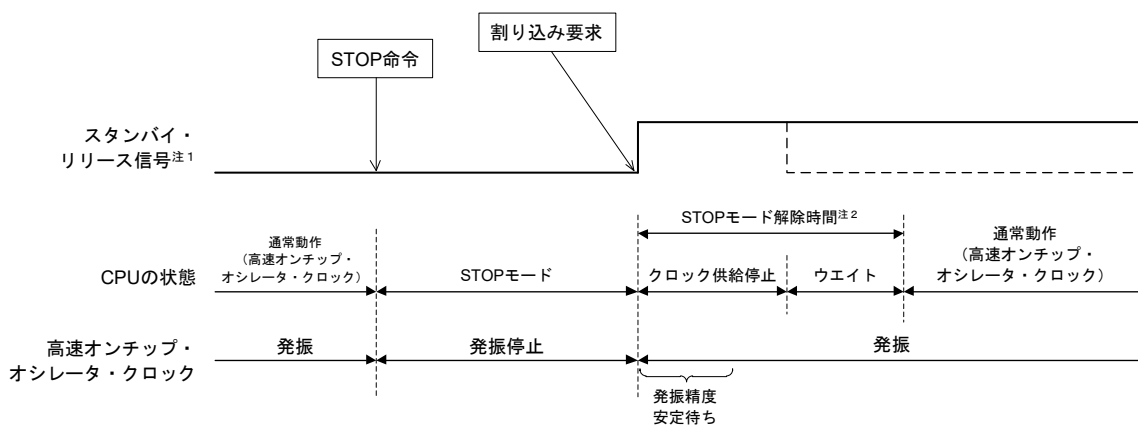 割り込み要求
STOP命令
スタンバイ・
リリース信号注1
STOPモード解除時間注2
通常動作
（高速オンチップ・
オシレータ・クロック）
通常動作
（高速オンチップ・
オシレータ・クロック）
CPUの状態
STOPモード
クロック供給停止
ウエイト
高速オンチップ・
オシレータ・クロック
発振
発振停止
発振
発振精度
安定待ち